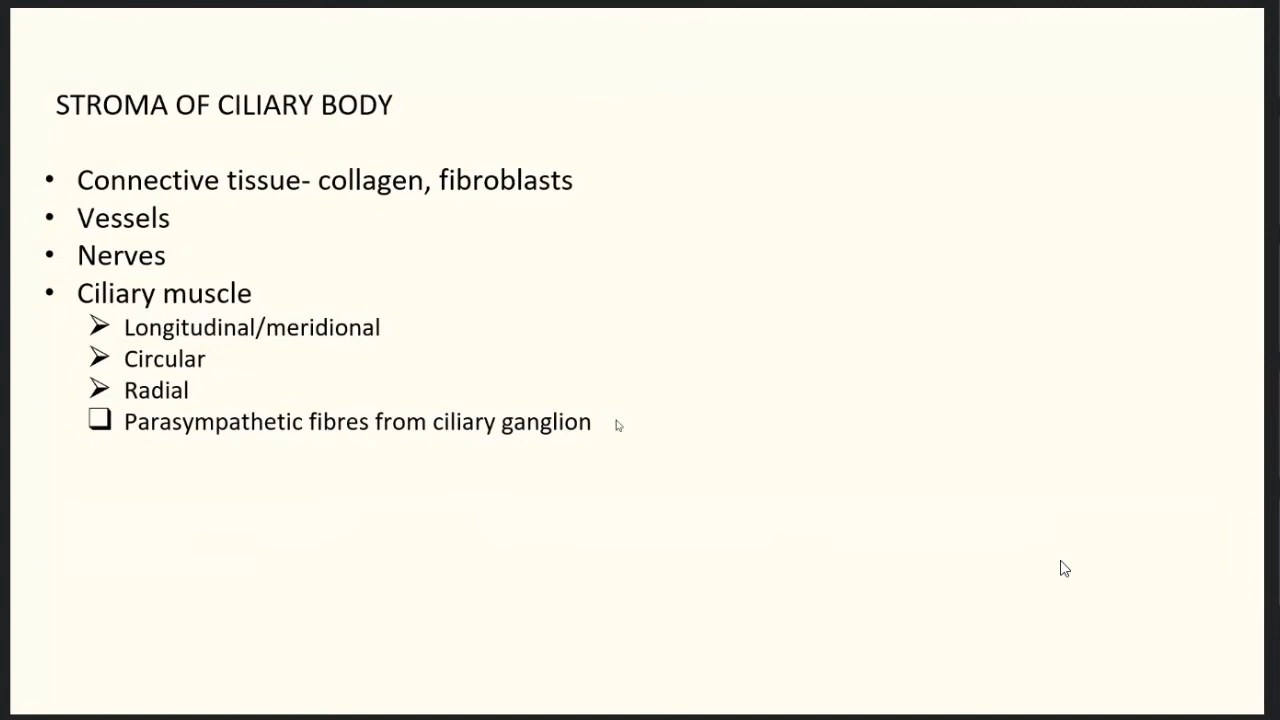 STROMA OF CILIARY BODY
• Connective tissue- collagen, fibroblasts
• Vessels
• Nerves
• Ciliary muscle
➢ Longitudinal/meridional
➢ Circular
➢ Radial
❑ Parasympathetic fibres from ciliary ganglion